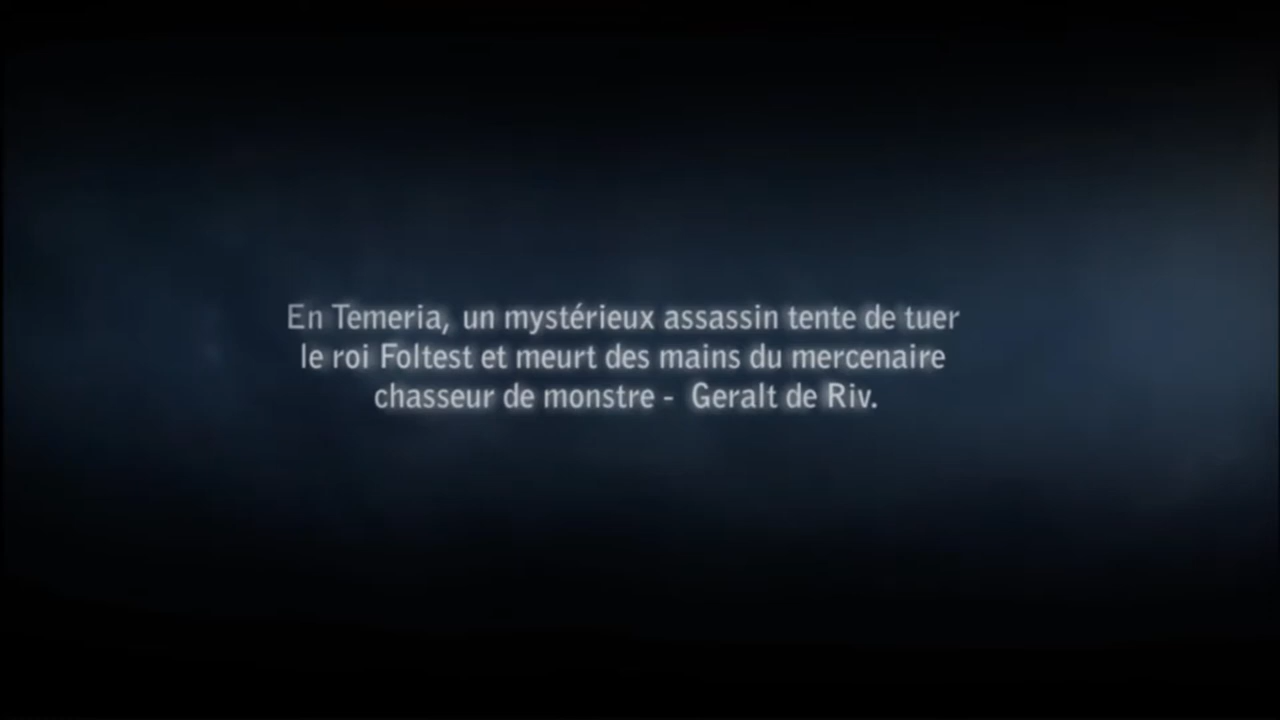 En Temeria, un mystérieux assassin tente de tuer
le roi Foltest et meurt des mains du mercenaire
chasseur de monstre - Geralt de Riv.